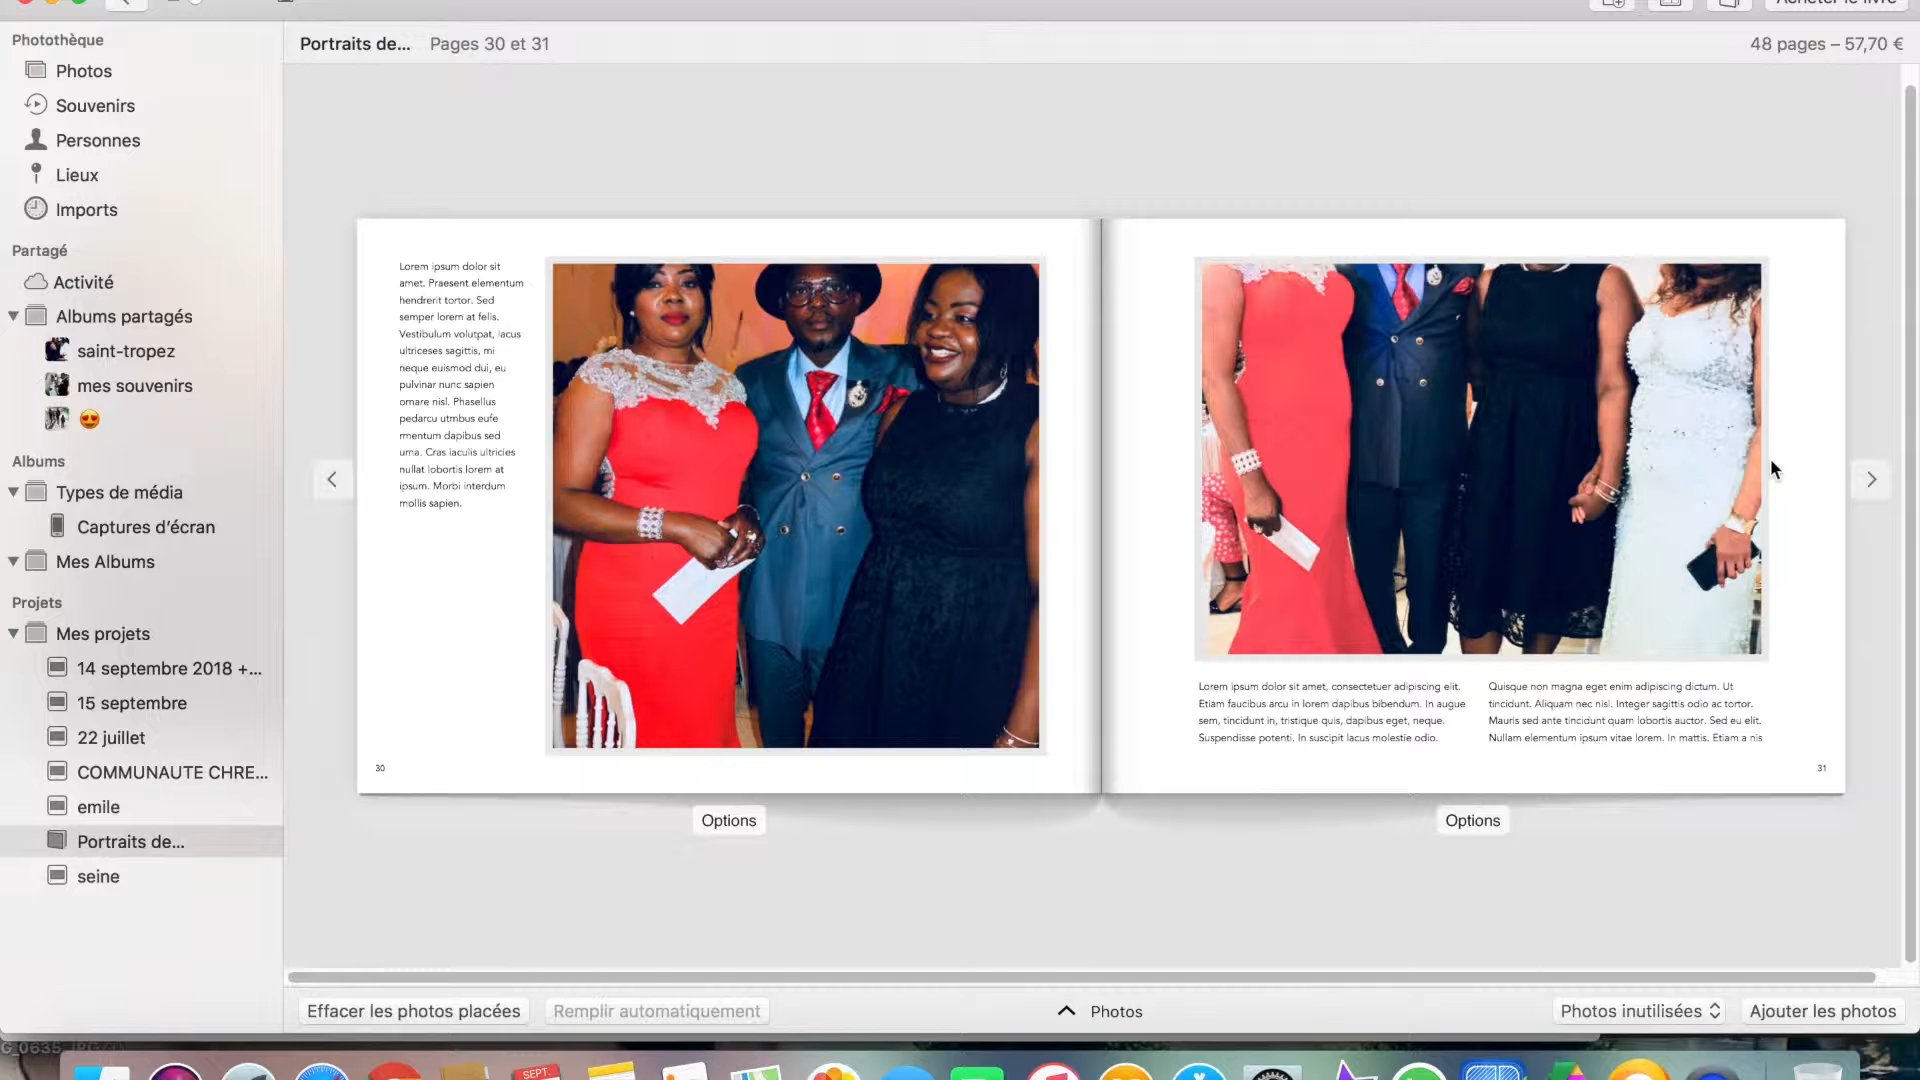 Acheter le livre
Photothèque
Photos
Souvenirs
Personnes
Lieux
Imports
Partagé
Activité
Albums partagés
saint-tropez
mes souvenirs
Albums
Types de média
Captures d'écran
Mes Albums
Projets
Mes projets
14 septembre 2018 +...
15 septembre
22 juillet
COMMUNAUTE CHRE...
emile
Portraits de...
seine
Portraits de... Pages 30 et 31
48 pages – 57,70 €
Lorem ipsum dolor sit
amet. Praesent elementum
hendrerit tortor. Sed
semper lorem at felis.
Vestibulum volutpat, lacus
ultriceses sagittis, mi
neque euismod dui, eu
pulvinar nunc sapien
ornare nisl. Phasellus
pedarcu utmbus eufe
rmentum dapibus sed
urna. Cras iaculis ultricies
nullat lobortis lorem at
ipsum. Morbi interdum
mollis sapien.
30
Lorem ipsum dolor sit amet, consectetuer adipiscing elit.
Etiam faucibus arcu in lorem dapibus bibendum. In augue
sem, tincidunt in, tristique quis, dapibus eget, neque.
Suspendisse potenti. In suscipit lacus molestie odio.
Quisque non magna eget enim adipiscing dictum. Ut
tincidunt. Aliquam nec nisl. Integer sagittis odio ac tortor.
Mauris sed ante tincidunt quam lobortis auctor. Sed eu elit.
Nullam elementum ipsum vitae lorem. In mattis. Etiam a nis
31
Options
Options
Effacer les photos placées
Remplir automatiquement
Photos
Photos inutilisées
Ajouter les photos
SEPT.